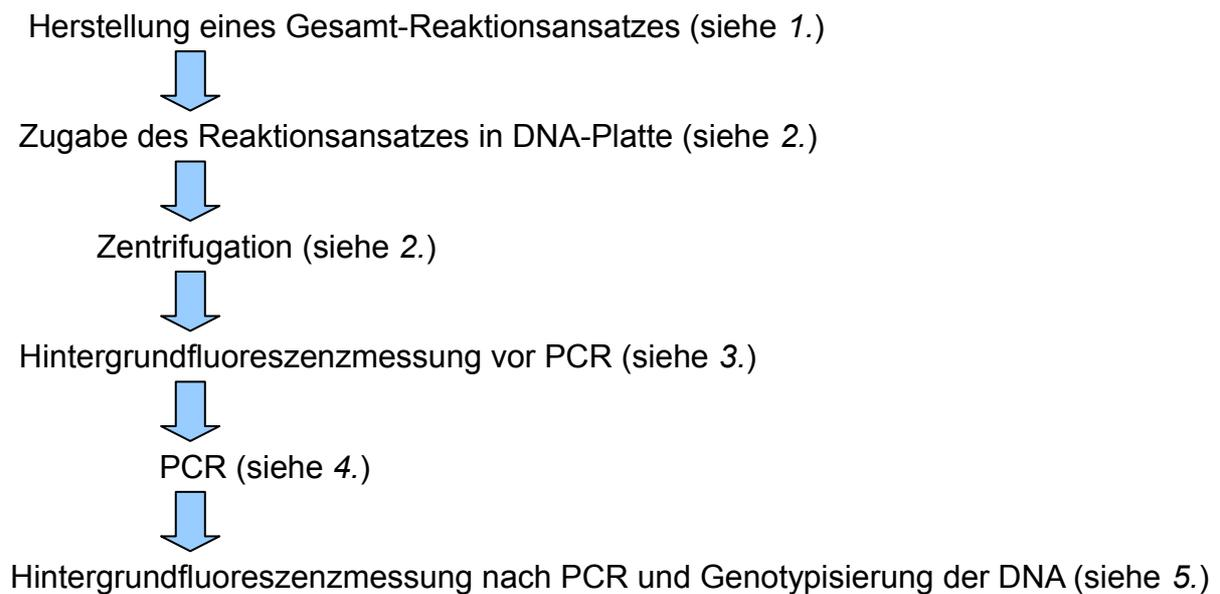 Herstellung eines Gesamt-Reaktionsansatzes (siehe 1.)
Zugabe des Reaktionsansatzes in DNA-Platte (siehe 2.)
Zentrifugation (siehe 2.)
Hintergrundfluoreszenzmessung vor PCR (siehe 3.)
PCR (siehe 4.)
Hintergrundfluoreszenzmessung nach PCR und Genotypisierung der DNA (siehe 5.)